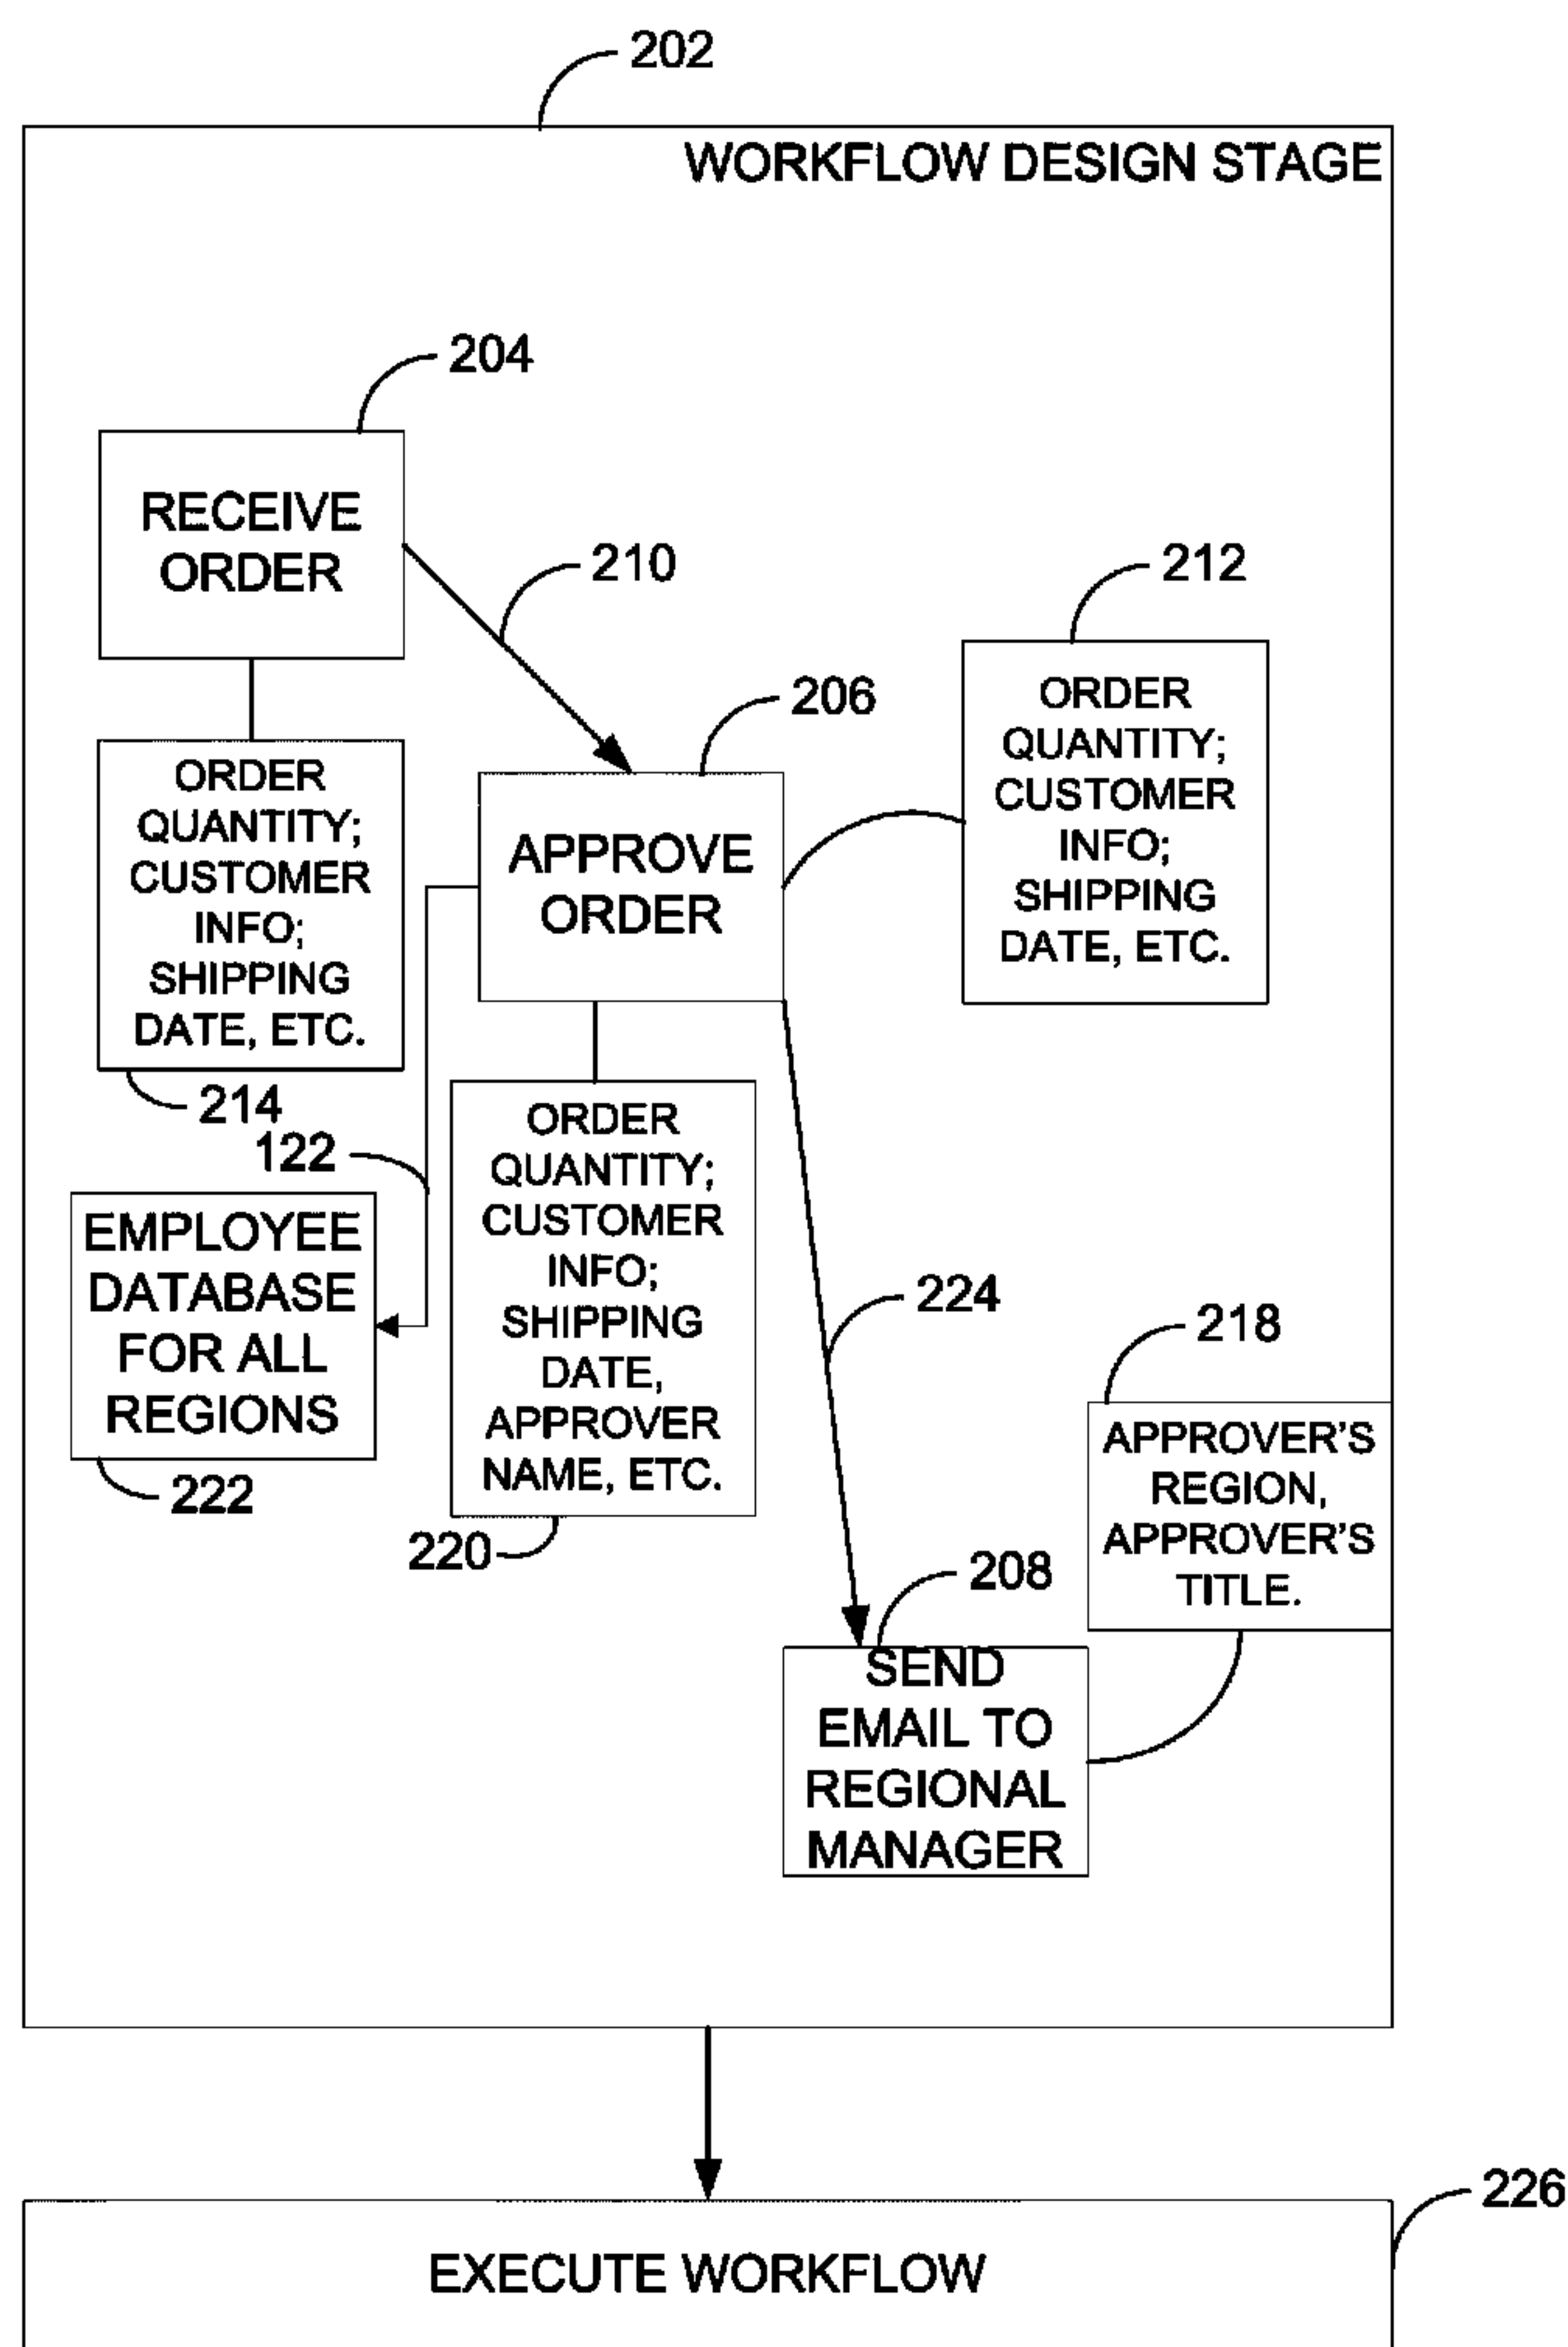 202
WORKFLOW DESIGN STAGE
204
RECEIVE
ORDER
210
212
206
ORDER
QUANTITY;
CUSTOMER
INFO;
SHIPPING
DATE, ETC.
ORDER
QUANTITY;
CUSTOMER
INFO;
SHIPPING
DATE, ETC.
214
APPROVE
ORDER
122
EMPLOYEE
DATABASE
FOR ALL
REGIONS
222
ORDER
QUANTITY;
CUSTOMER
INFO;
SHIPPING
DATE,
APPROVER
NAME, ETC.
220
224
218
APPROVER'S
REGION,
APPROVER'S
TITLE.
208
SEND
EMAIL TO
REGIONAL
MANAGER
226
EXECUTE WORKFLOW